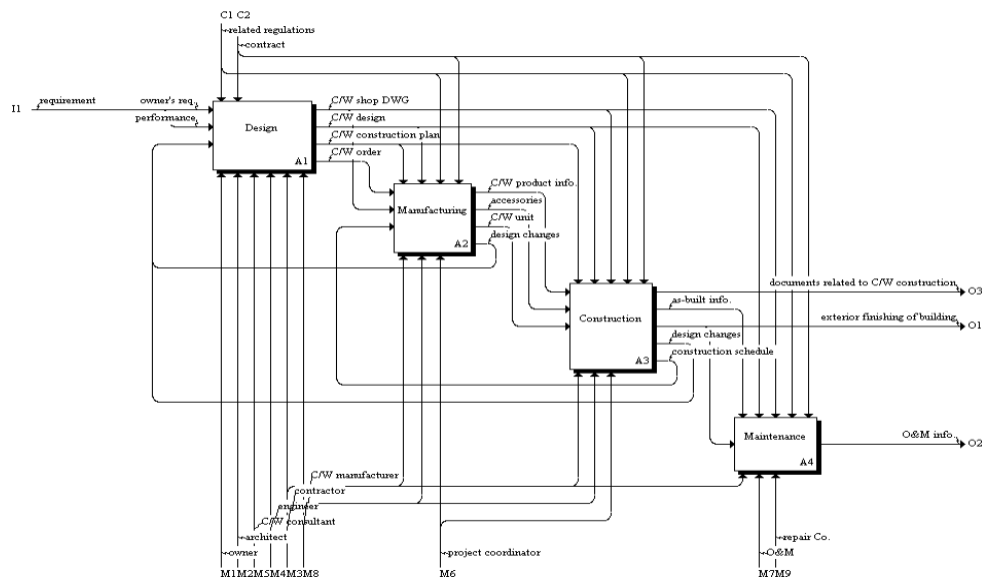 C1 C2
related regulations
contract
I1
requirement
owner's req.
performance
Design
A1
C/W shop DWG
C/W design
C/W construction plan
C/W order
Manufacturing
A2
C/W product info.
accessories
C/W unit
design changes
Construction
A3
documents related to C/W construction
O3
as-built info.
exterior finishing of building
O1
design changes
construction schedule
Maintenance
A4
O&M info.
O2
C/W manufacturer
contractor
engineer
C/W consultant
architect
owner
project coordinator
repair Co.
O&M
M1M2M5M4M3M8
M6
M7M9